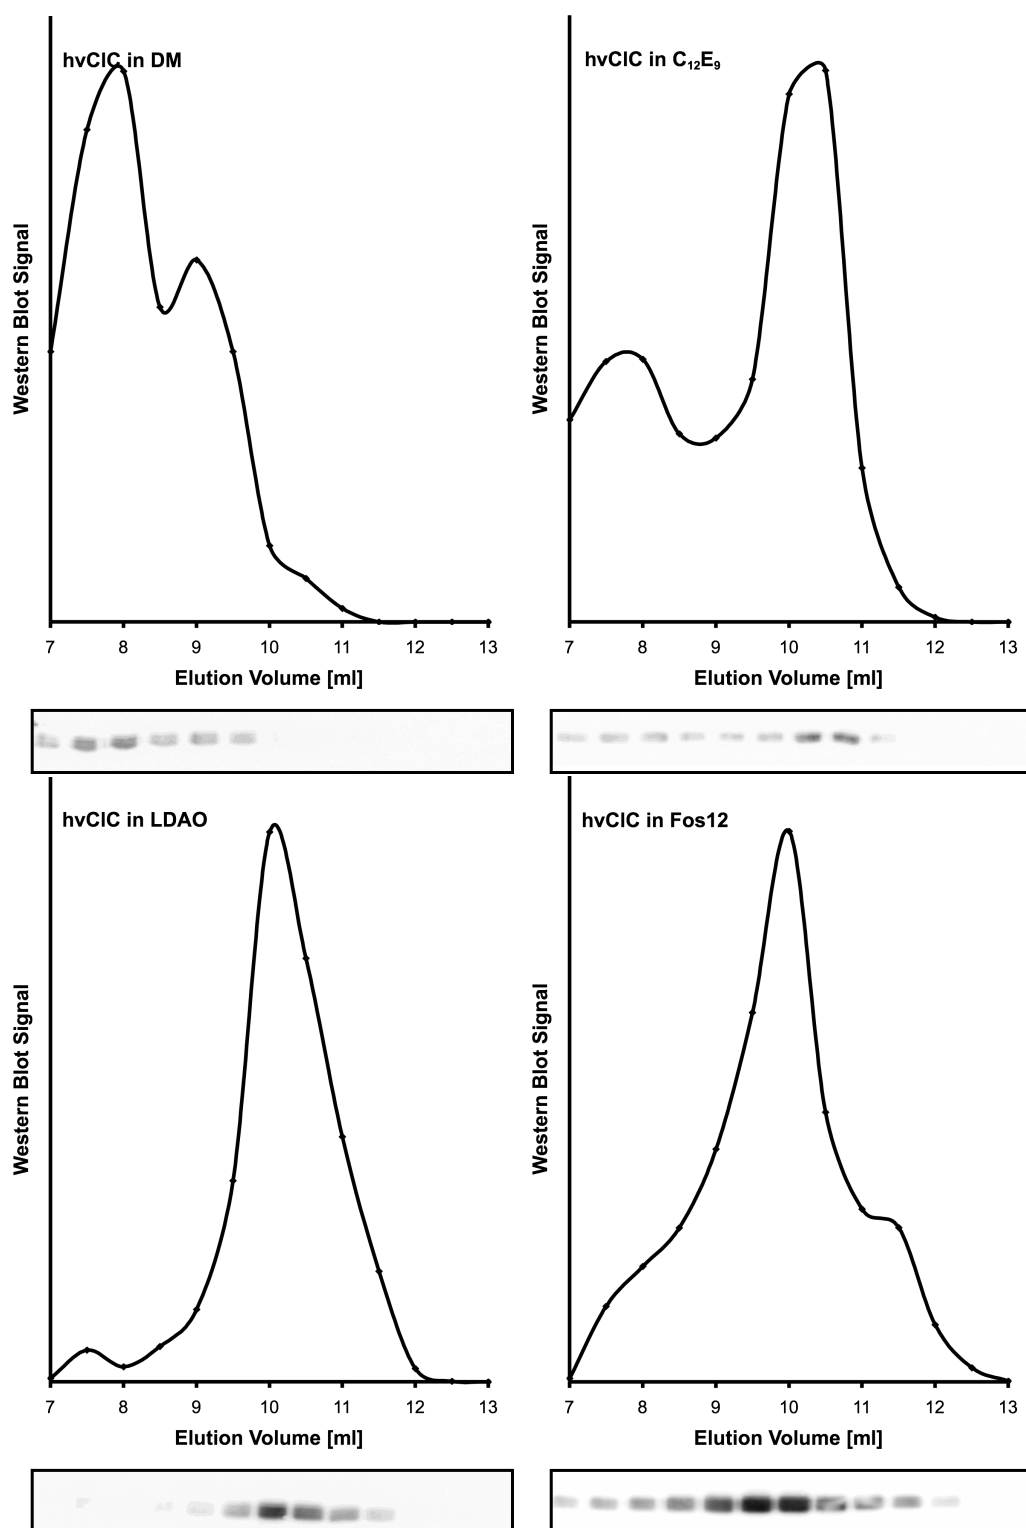 hvClC in DM
Western Blot Signal
7 8 9 10 11 12 13
Elution Volume [ml]
hvClC in C₁₂E₉
Western Blot Signal
7 8 9 10 11 12 13
Elution Volume [ml]
hvClC in LDAO
Western Blot Signal
7 8 9 10 11 12 13
Elution Volume [ml]
hvClC in Fos12
Western Blot Signal
7 8 9 10 11 12 13
Elution Volume [ml]